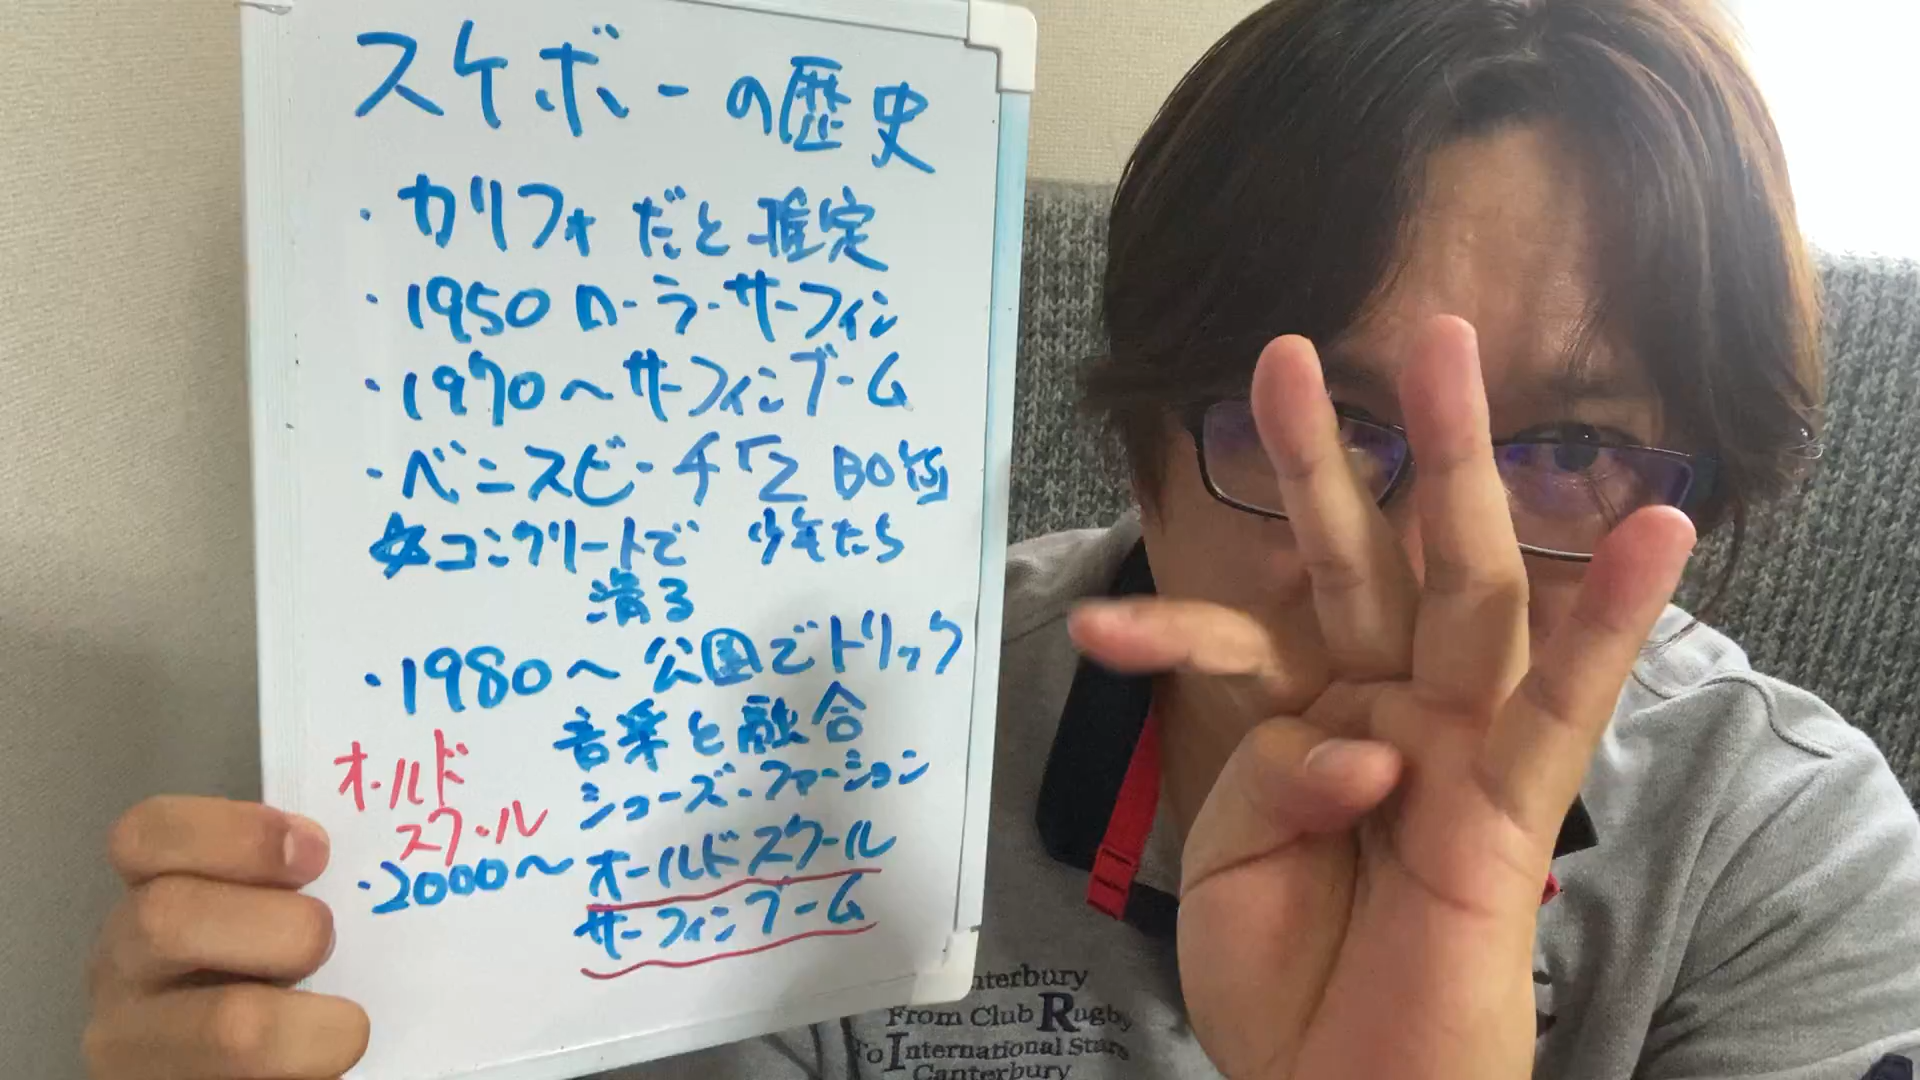 スケボーの歴史
・カリフォだと推定
・1950 ローラーサーフィン
・1970～サーフィンブーム
・ベニスビーチ Z BOYS
☆コンクリートで 少年たち
滑る
・1980～公園でトリック
音楽と融合
シューズ・ファッション
オールド
スクール
・2000～オールドスクール
サーフィンブーム
nterbury
From Club Rugby
To International Stars
Canterbury